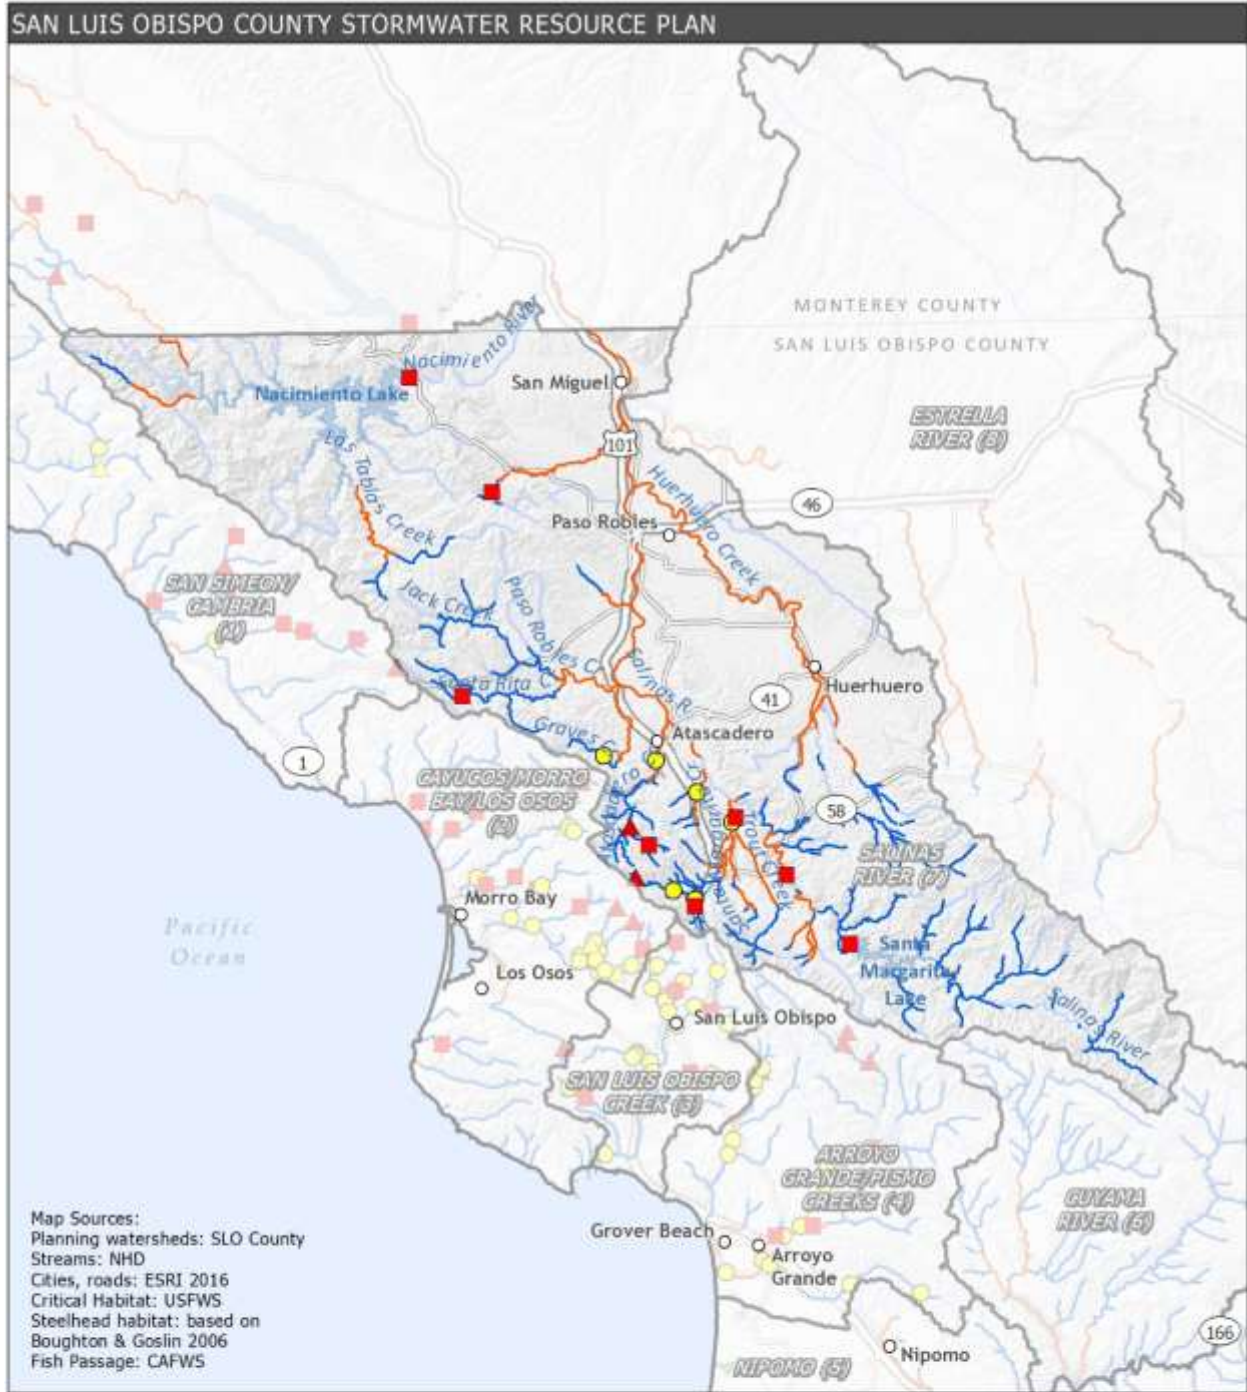 SAN LUIS OBISPO COUNTY STORMWATER RESOURCE PLAN
MONTEREY COUNTY
SAN LUIS OBISPO COUNTY
Nacimiento River
San Miguel
Nacimiento Lake
ESTRELLA
RIVER (8)
101
Las Tablas Creek
Huerhuero Creek
46
Paso Robles
SAN SIMEON/
CAMBRIA
(1)
Jack Creek
Paso Robles C.
Santa Rita C.
Salinas R.
Huerhuero
41
Graves C.
Atascadero
1
CAYUCOS/MORRO
BAY/LOS OSOS
(2)
Atascadero C.
58
Trout Creek
SALINAS
RIVER (7)
Morro Bay
Pacific
Ocean
Santa
Margarita
Lake
Los Osos
Salinas River
San Luis Obispo
SAN LUIS OBISPO
CREEK (3)
ARROYO
GRANDE/PISMO
CREEKS (4)
CUYAMA
RIVER (6)
Grover Beach
Arroyo
Grande
166
Nipomo
NIPOMO (5)
Map Sources:
Planning watersheds: SLO County
Streams: NHD
Cities, roads: ESRI 2016
Critical Habitat: USFWS
Steelhead habitat: based on
Boughton & Goslin 2006
Fish Passage: CAFWS